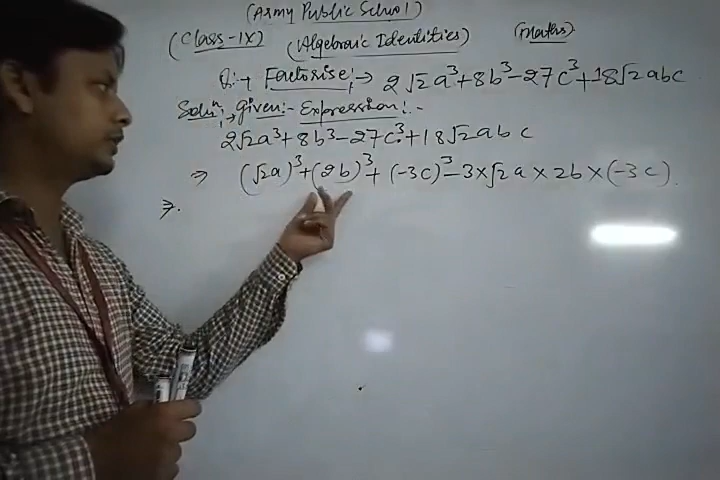 (Army Public School)
(Class-IX) (Algebraic Identities) (Maths)
Q:→ Factorise:→ 2√2a³+8b³-27c³+18√2abc
Solun:→ given:- Expression:-
2√2a³+8b³-27c³+18√2abc
⇒ (√2a)³+(2b)³+(-3c)³-3×√2a×2b×(-3c).
⇒.